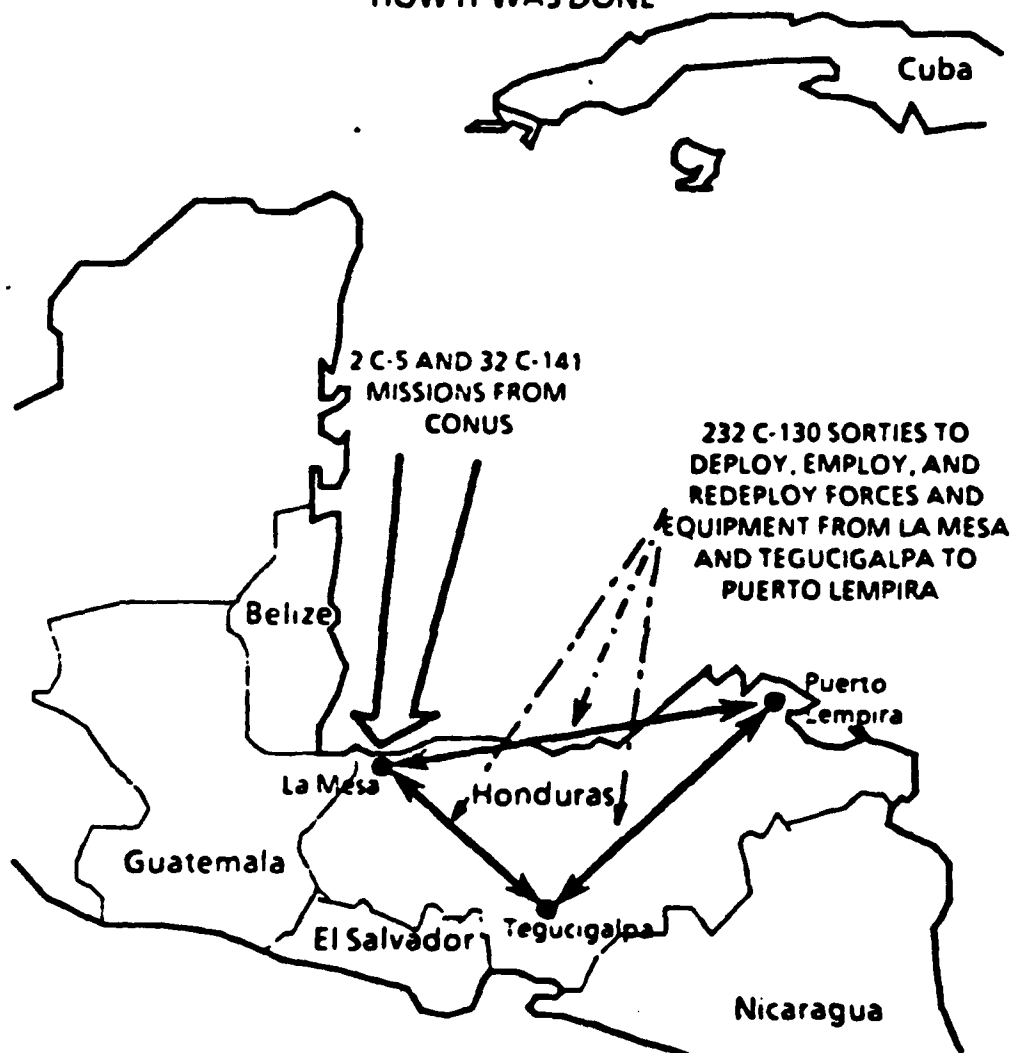 HOW IT WAS DONE
Cuba
2 C-5 AND 32 C-141
MISSIONS FROM
CONUS
232 C-130 SORTIES TO
DEPLOY, EMPLOY, AND
REDEPLOY FORCES AND
EQUIPMENT FROM LA MESA
AND TEGUCIGALPA TO
PUERTO LEMPIRA
Belize
Puerto
Lempira
La Mesa
Honduras
Guatemala
El Salvador
Tegucigalpa
Nicaragua